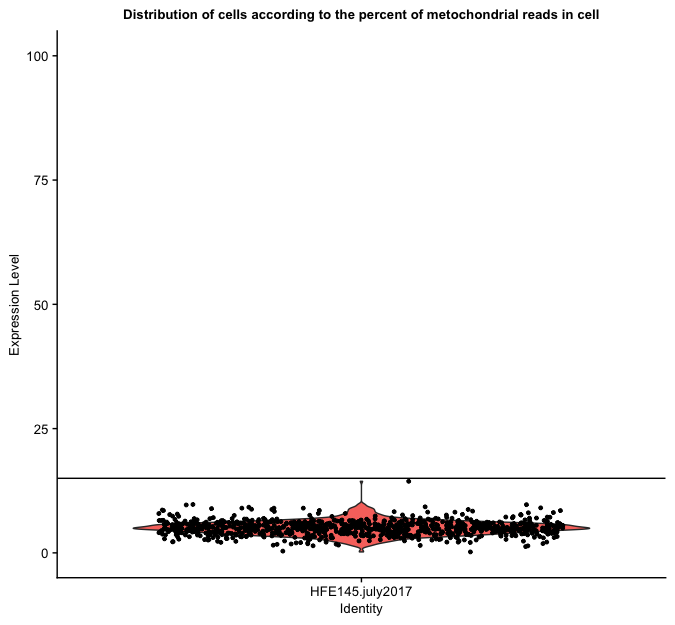 Distribution of cells according to the percent of metochondrial reads in cell
100
75
50
25
0
Expression Level
HFE145.july2017
Identity